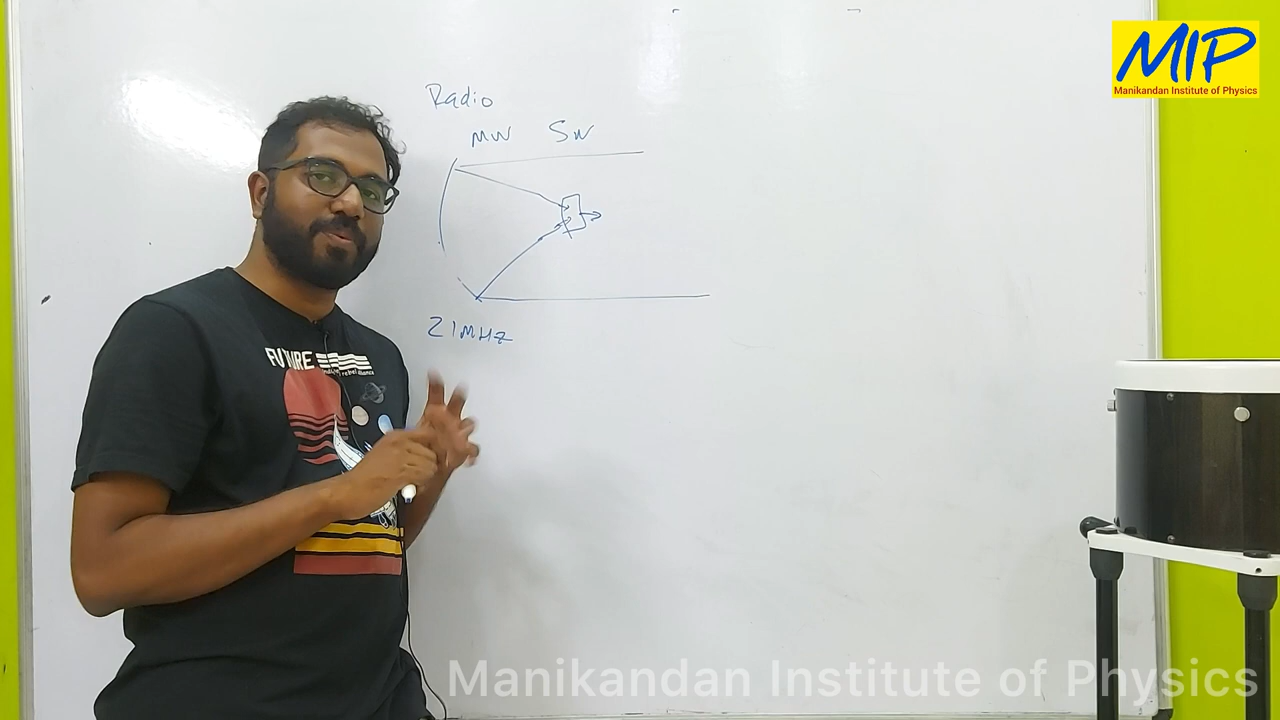 MIP
Manikandan Institute of Physics
Radio
MW SW
21MHz
FUTURE
Manikandan Institute of Physics